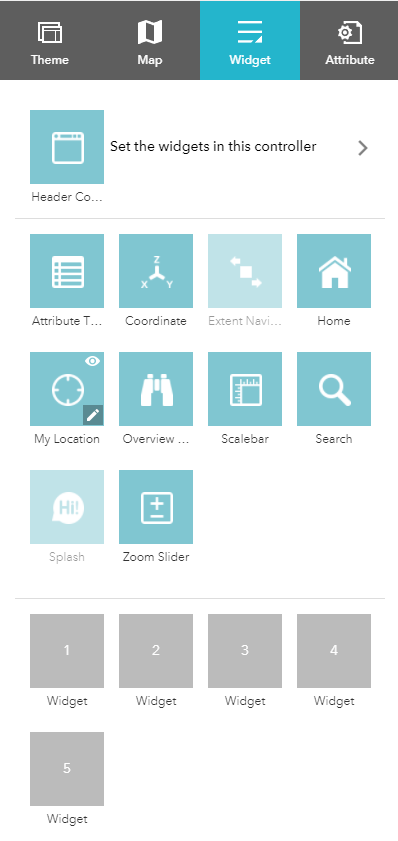 Theme Map Widget Attribute
Set the widgets in this controller
Header Co...
Z
X Y
Attribute T... Coordinate Extent Navi... Home
My Location Overview ... Scalebar Search
Hi!
Splash Zoom Slider
1 2 3 4
Widget Widget Widget Widget
5
Widget